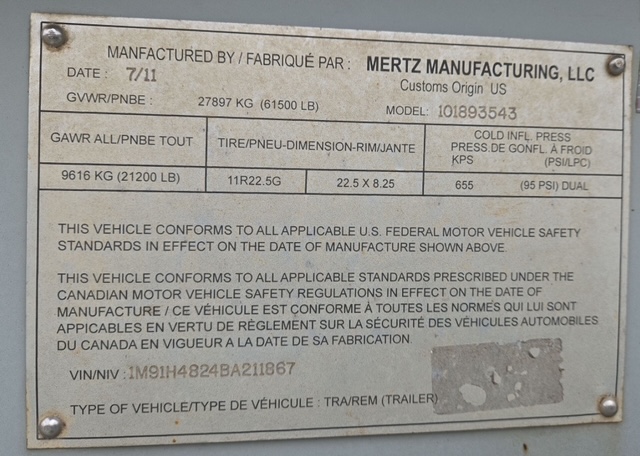 MANFACTURED BY / FABRIQUÉ PAR : MERTZ MANUFACTURING, LLC
DATE : 7/11 Customs Origin US
GVWR/PNBE : 27897 KG (61500 LB) MODEL: 101893543
GAWR ALL/PNBE TOUT TIRE/PNEU-DIMENSION-RIM/JANTE COLD INFL. PRESS
PRESS.DE GONFL. À FROID
KPS (PSI/LPC)
9616 KG (21200 LB) 11R22.5G 22.5 X 8.25 655 (95 PSI) DUAL
THIS VEHICLE CONFORMS TO ALL APPLICABLE U.S. FEDERAL MOTOR VEHICLE SAFETY
STANDARDS IN EFFECT ON THE DATE OF MANUFACTURE SHOWN ABOVE.
THIS VEHICLE CONFORMS TO ALL APPLICABLE STANDARDS PRESCRIBED UNDER THE
CANADIAN MOTOR VEHICLE SAFETY REGULATIONS IN EFFECT ON THE DATE OF
MANUFACTURE / CE VÉHICULE EST CONFORME À TOUTES LES NORMES QUI LUI SONT
APPLICABLES EN VERTU DE RÈGLEMENT SUR LA SÉCURITÉ DES VÉHICULES AUTOMOBILES
DU CANADA EN VIGUEUR A LA DATE DE SA FABRICATION
VIN/NIV : 1M91H4824BA211867
TYPE OF VEHICLE/TYPE DE VÉHICULE : TRA/REM (TRAILER)